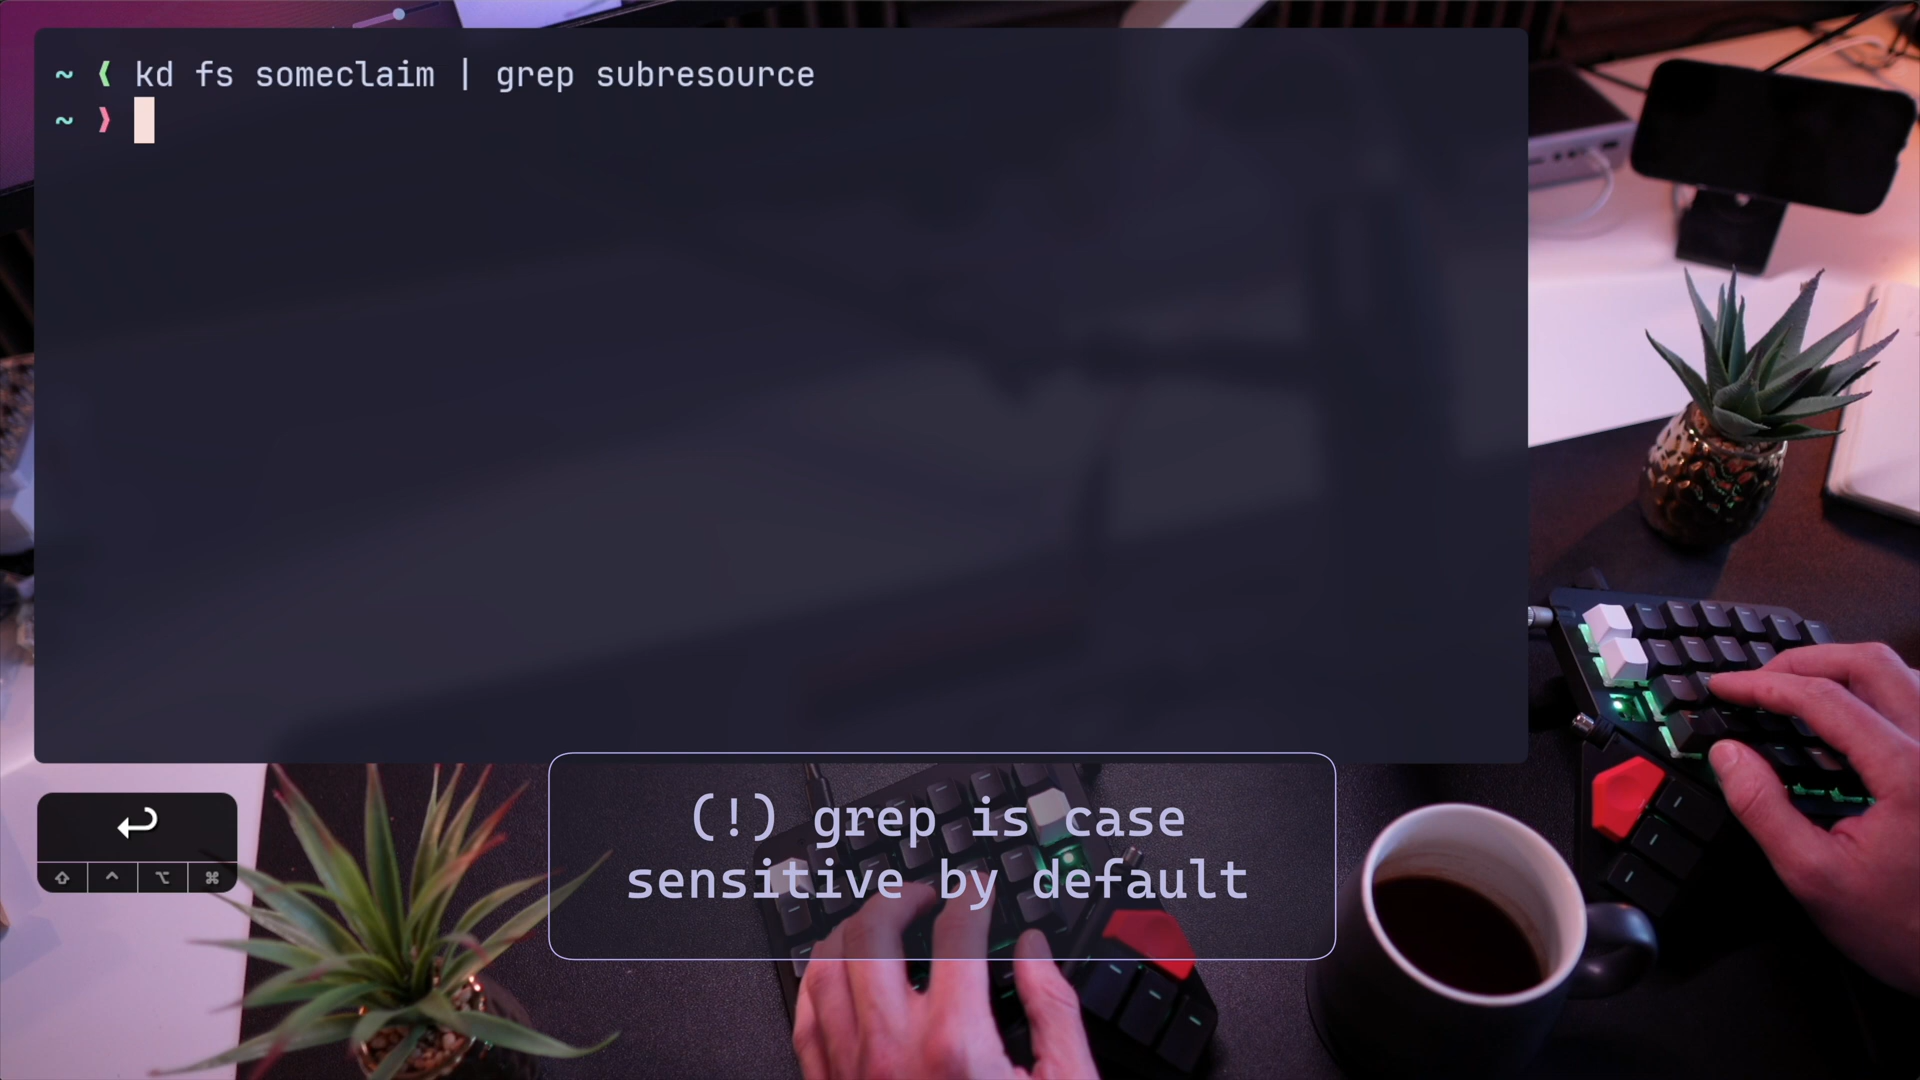 ~ ❮ kd fs someclaim | grep subresource
~ ❯
(!) grep is case
sensitive by default